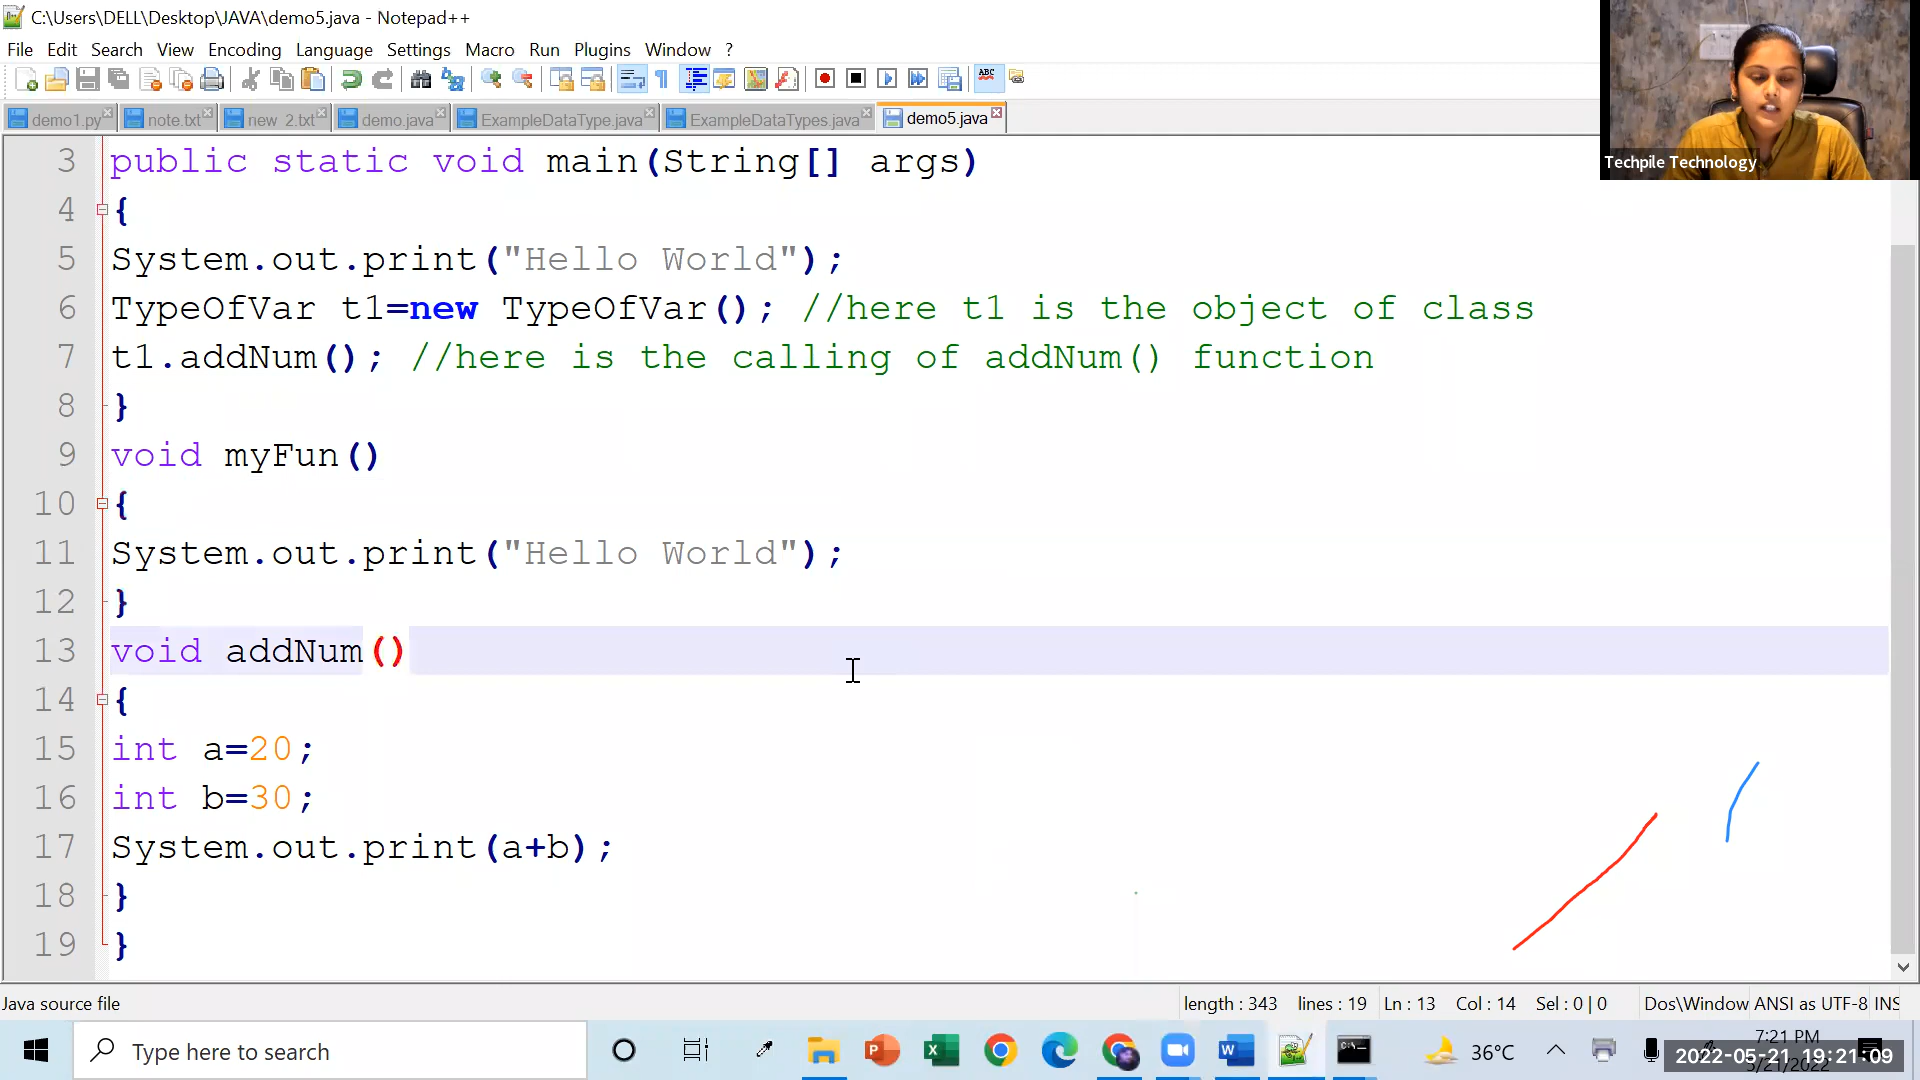 C:\Users\DELL\Desktop\JAVA\demo5.java - Notepad++
File Edit Search View Encoding Language Settings Macro Run Plugins Window ?
ABC
demo1.py note.txt new 2.txt demo.java ExampleDataType.java ExampleDataTypes.java demo5.java
Techpile Technology
3 public static void main(String[] args)
4 {
5 System.out.print("Hello World");
6 TypeOfVar t1=new TypeOfVar(); //here t1 is the object of class
7 t1.addNum(); //here is the calling of addNum() function
8 }
9 void myFun()
10 {
11 System.out.print("Hello World");
12 }
13 void addNum()
14 {
15 int a=20;
16 int b=30;
17 System.out.print(a+b);
18 }
19 }
Java source file length : 343 lines : 19 Ln : 13 Col : 14 Sel : 0 | 0 Dos\Window ANSI as UTF-8 INS
Type here to search
36°C
7:21 PM
2022-05-21 19:21:09